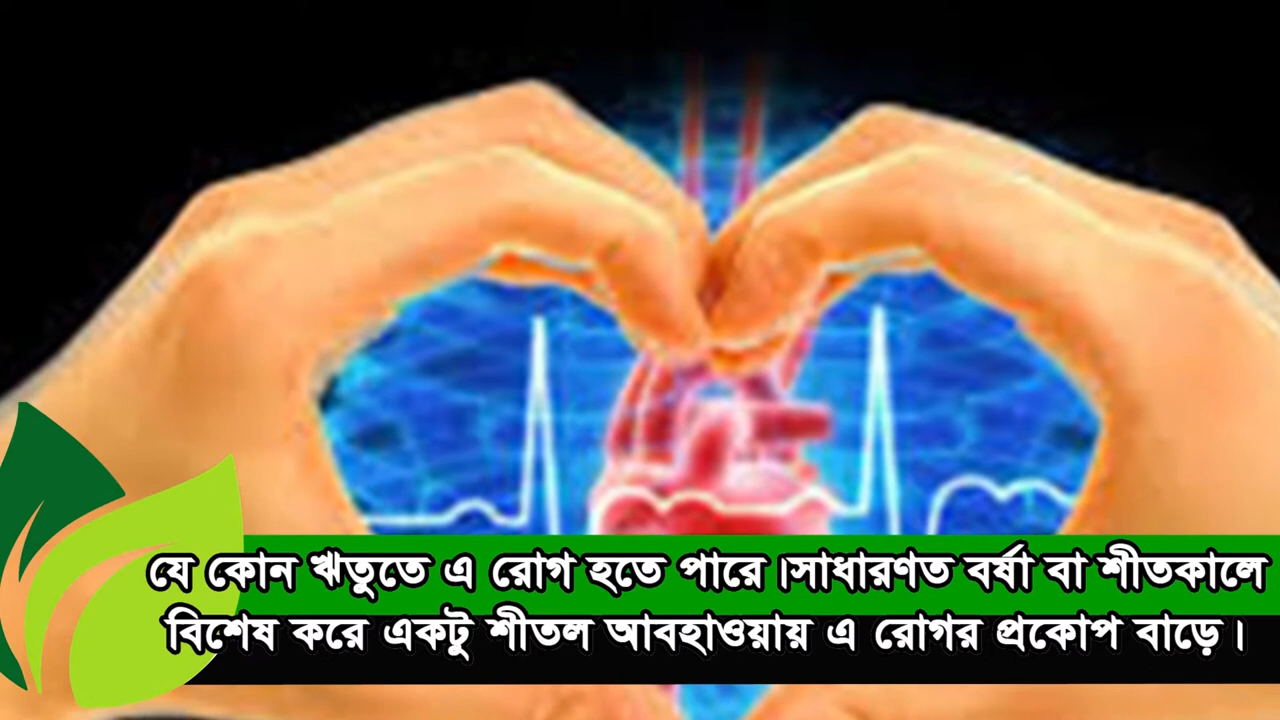 যে কোন ঋতুতে এ রোগ হতে পারে।সাধারণত বর্ষা বা শীতকালে
বিশেষ করে একটু শীতল আবহাওয়ায় এ রোগর প্রকোপ বাড়ে।